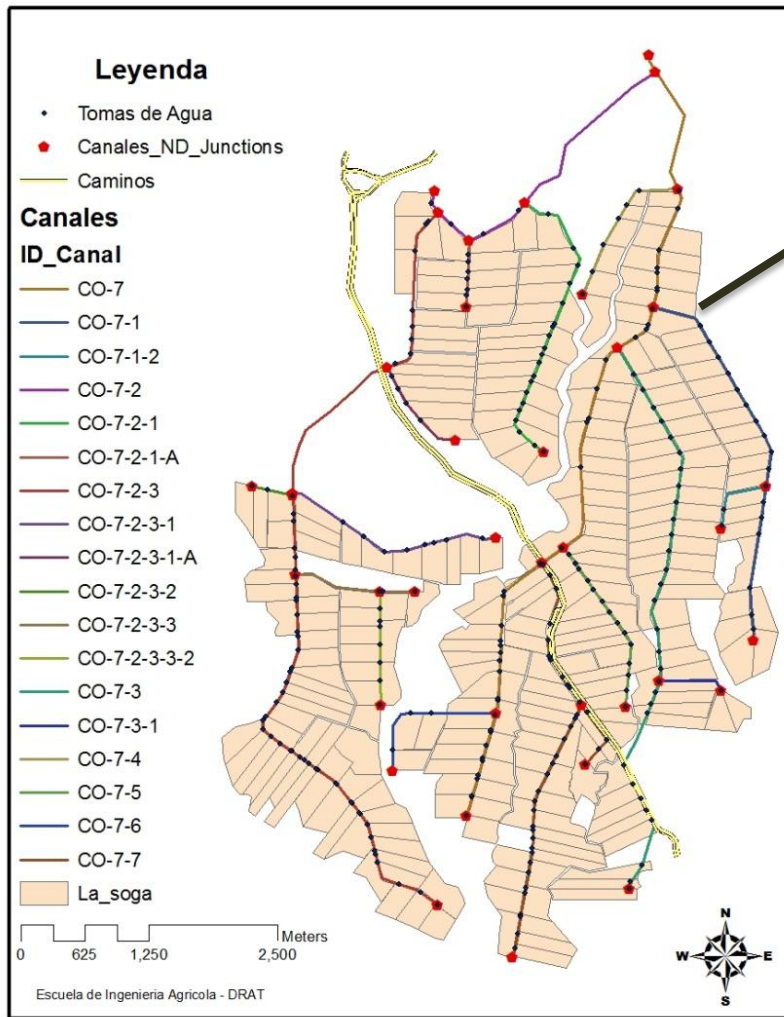 Leyenda
Tomas de Agua
Canales_ND_Junctions
Caminos
Canales
ID_Canal
CO-7
CO-7-1
CO-7-1-2
CO-7-2
CO-7-2-1
CO-7-2-1-A
CO-7-2-3
CO-7-2-3-1
CO-7-2-3-1-A
CO-7-2-3-2
CO-7-2-3-3
CO-7-2-3-3-2
CO-7-3
CO-7-3-1
CO-7-4
CO-7-5
CO-7-6
CO-7-7
La_soga
Meters
0 625 1,250 2,500
Escuela de Ingenieria Agricola - DRAT
N
W E
S